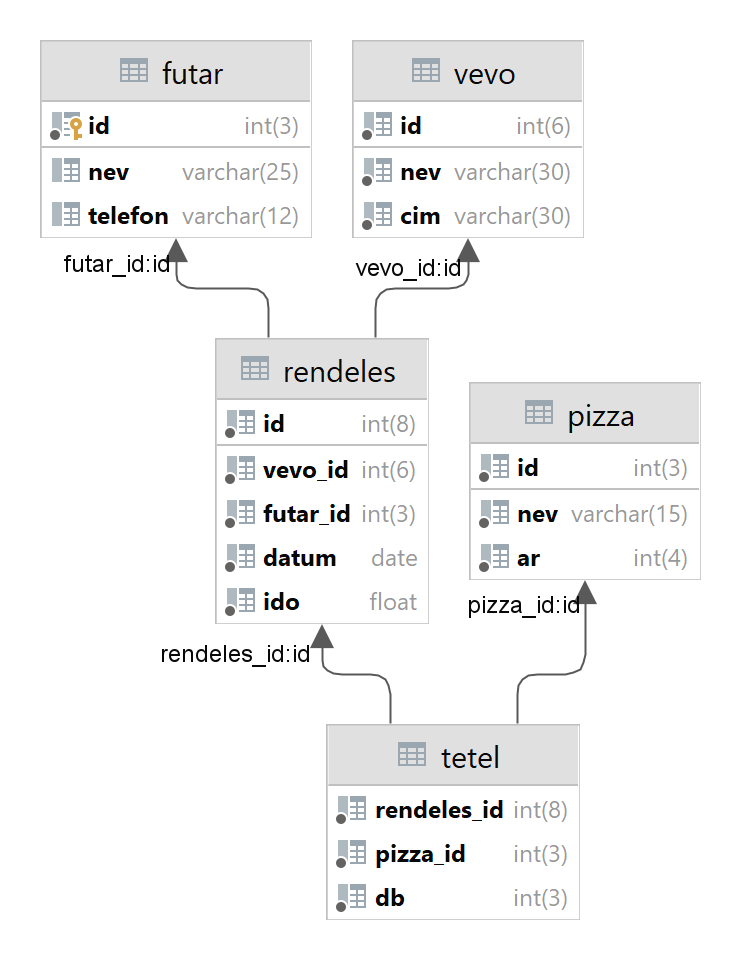 futar
id int(3)
nev varchar(25)
telefon varchar(12)
vevo
id int(6)
nev varchar(30)
cim varchar(30)
futar_id:id
vevo_id:id
rendeles
id int(8)
vevo_id int(6)
futar_id int(3)
datum date
ido float
pizza
id int(3)
nev varchar(15)
ar int(4)
rendeles_id:id
pizza_id:id
tetel
rendeles_id int(8)
pizza_id int(3)
db int(3)